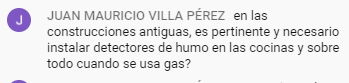 J JUAN MAURICIO VILLA PÉREZ en las
construcciones antiguas, es pertinente y necesario
instalar detectores de humo en las cocinas y sobre
todo cuando se usa gas?